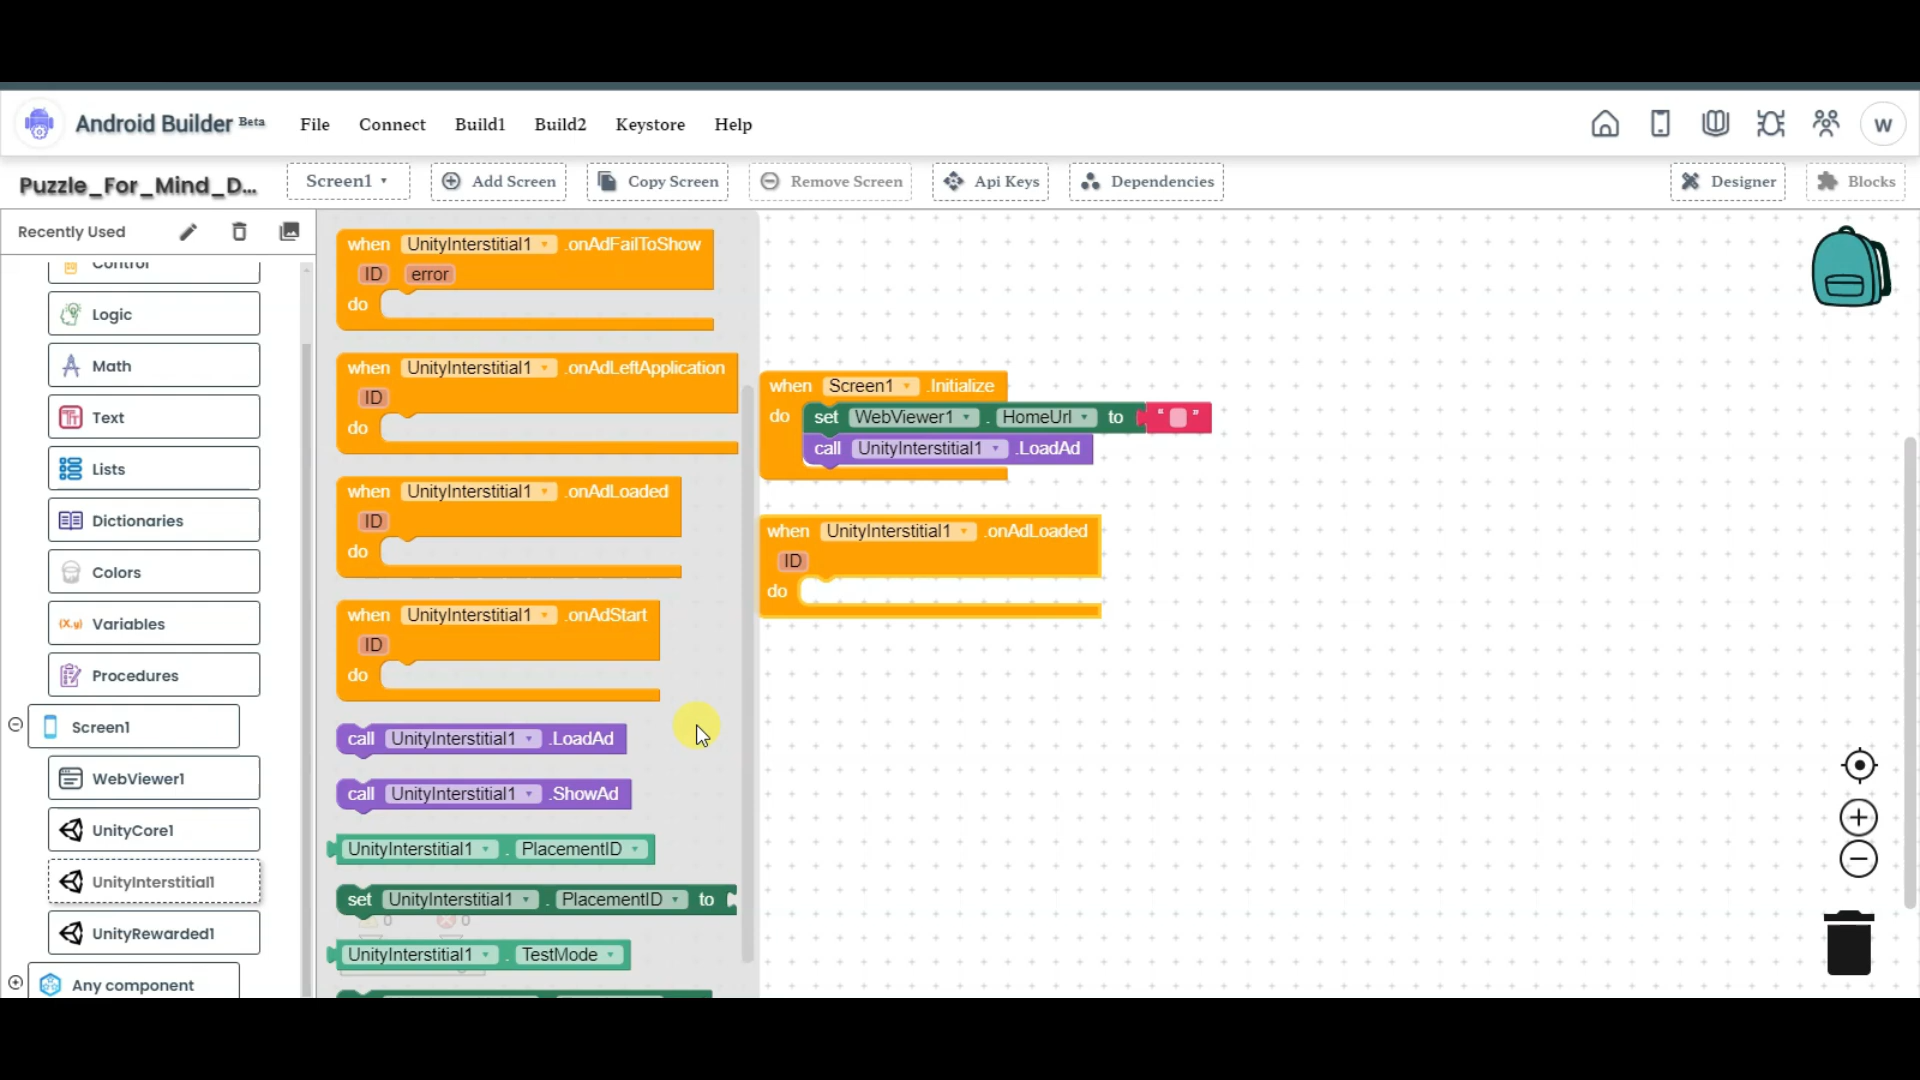 Android Builder Beta
File Connect Build1 Build2 Keystore Help
W
Puzzle_For_Mind_D...
Screen1 Add Screen Copy Screen Remove Screen Api Keys Dependencies Designer Blocks
Recently Used
Control
Logic
Math
Text
Lists
Dictionaries
Colors
Variables
Procedures
Screen1
WebViewer1
UnityCore1
UnityInterstitial1
UnityRewarded1
Any component
when UnityInterstitial1 .onAdFailToShow
ID error
do
when UnityInterstitial1 .onAdLeftApplication
ID
do
when UnityInterstitial1 .onAdLoaded
ID
do
when UnityInterstitial1 .onAdStart
ID
do
call UnityInterstitial1 .LoadAd
call UnityInterstitial1 .ShowAd
UnityInterstitial1 . PlacementID
set UnityInterstitial1 . PlacementID to
0 0
UnityInterstitial1 . TestMode
when Screen1 .Initialize
do set WebViewer1 . HomeUrl to “ ”
call UnityInterstitial1 .LoadAd
when UnityInterstitial1 .onAdLoaded
ID
do